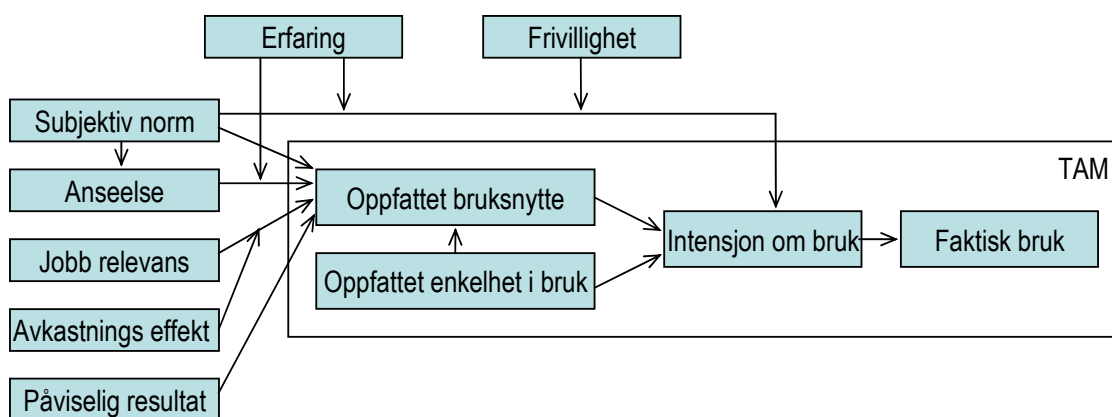 Erfaring
Frivillighet
Subjektiv norm
TAM
Anseelse
Oppfattet bruksnytte
Intensjon om bruk
Faktisk bruk
Jobb relevans
Oppfattet enkelhet i bruk
Avkastnings effekt
Påviselig resultat